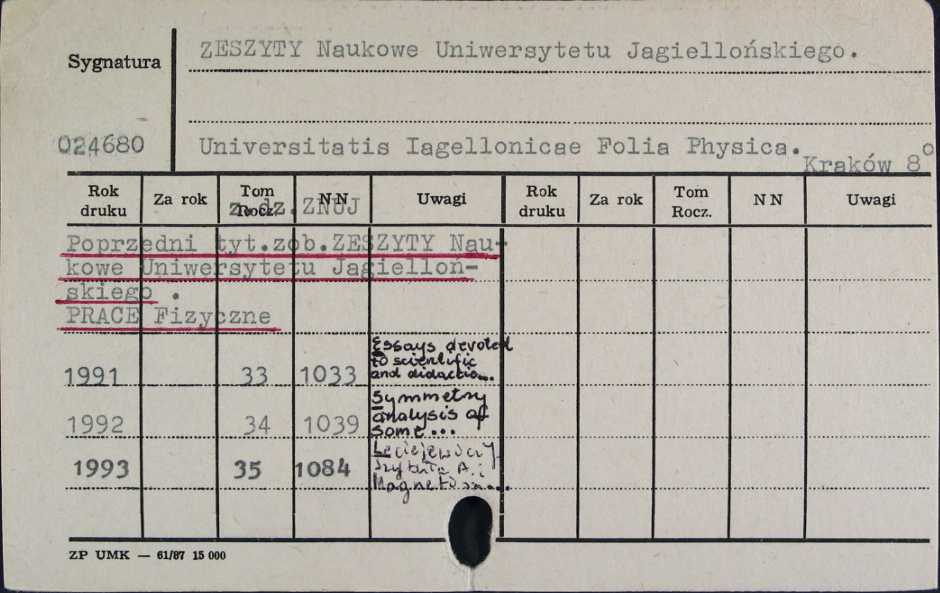 ZESZYTY Naukowe Uniwersytetu Jagiellońskiego.
Sygnatura
024680
Universitatis Iagellonicae Folia Physica.
Kraków 8°
Rok druku Za rok Tom Rocz. NN Uwagi Rok druku Za rok Tom Rocz. NN Uwagi
z.dz.ZNUJ
Poprzedni tyt.zob.ZESZYTY Nau-
kowe Uniwersytetu Jagielloń-
skiego.
PRACE Fizyczne
Essays devoted
to scientific
1991 33 1033 and didactic...
Symmetry
analysis of
1992 34 1039 some...
1993 35 1084
A.:
ZP UMK — 61/87 15 000